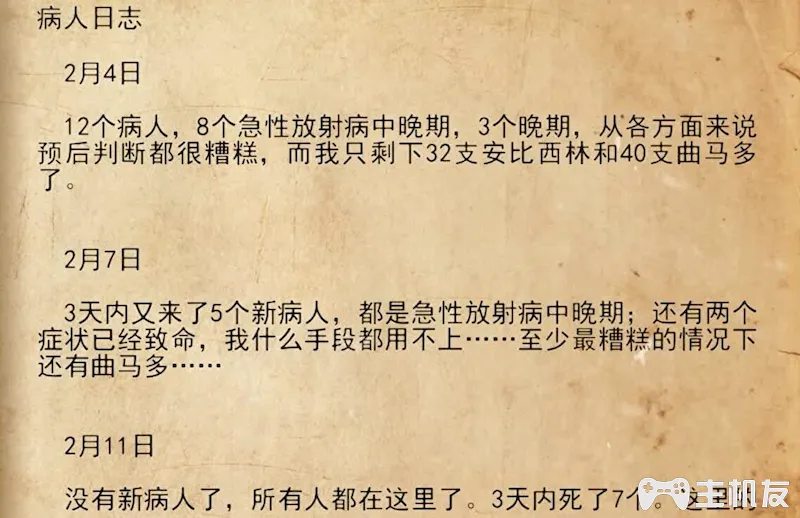 病人日志
2月4日
12个病人，8个急性放射病中晚期，3个晚期，从各方面来说
预后判断都很糟糕，而我只剩下32支安比西林和40支曲马多
了。
2月7日
3天内又来了5个新病人，都是急性放射病中晚期；还有两个
症状已经致命，我什么手段都用不上……至少最糟糕的情况下
还有曲马多……
2月11日
没有新病人了，所有人都在这里了。3天内死了7个。这里的
主机友